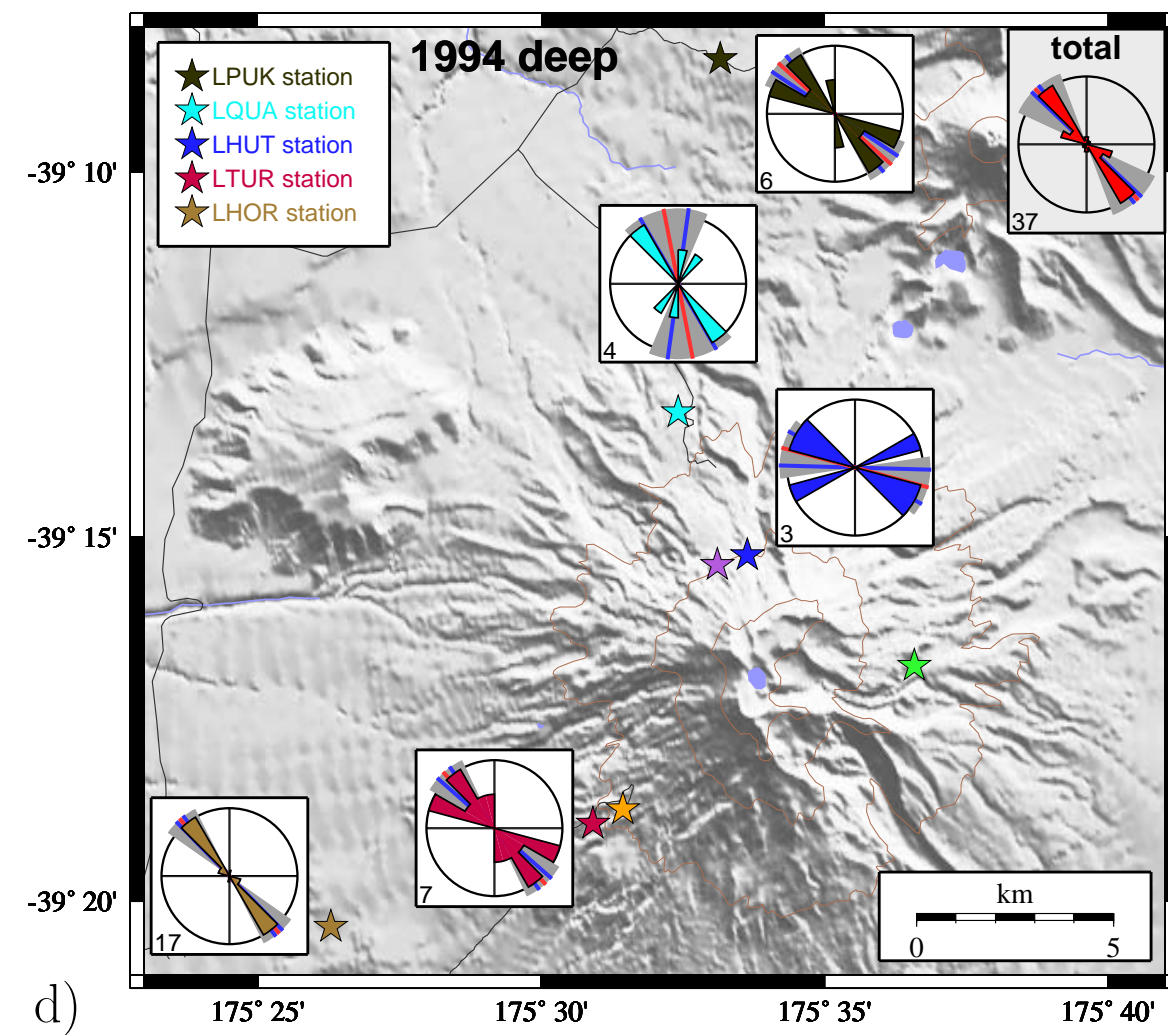 1994 deep
total
LPUK station
LQUA station
LHUT station
LTUR station
LHOR station
6
37
4
3
7
17
-39° 10'
-39° 15'
-39° 20'
km
0 5
d)
175° 25' 175° 30' 175° 35' 175° 40'